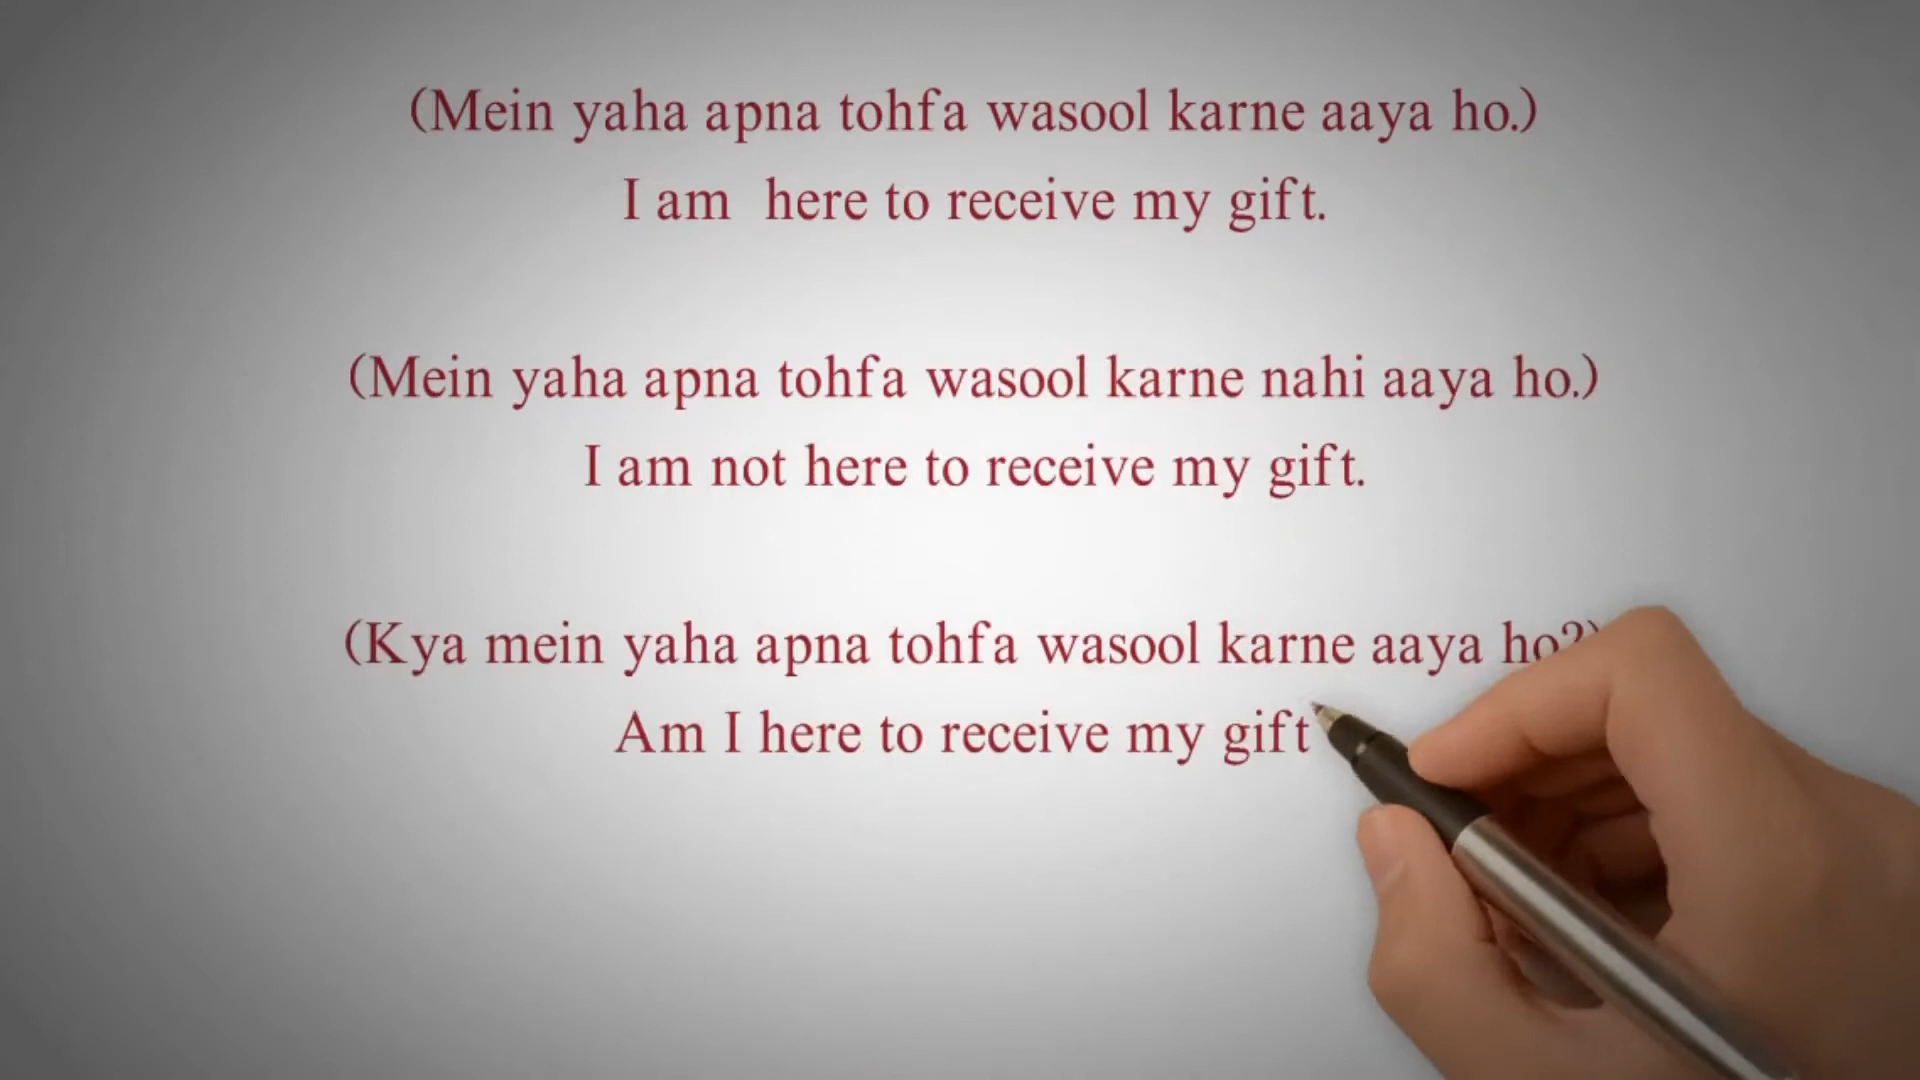 (Mein yaha apna tohfa wasool karne aaya ho.)
I am  here to receive my gift.
(Mein yaha apna tohfa wasool karne nahi aaya ho.)
I am not here to receive my gift.
(Kya mein yaha apna tohfa wasool karne aaya ho?)
Am I here to receive my gift